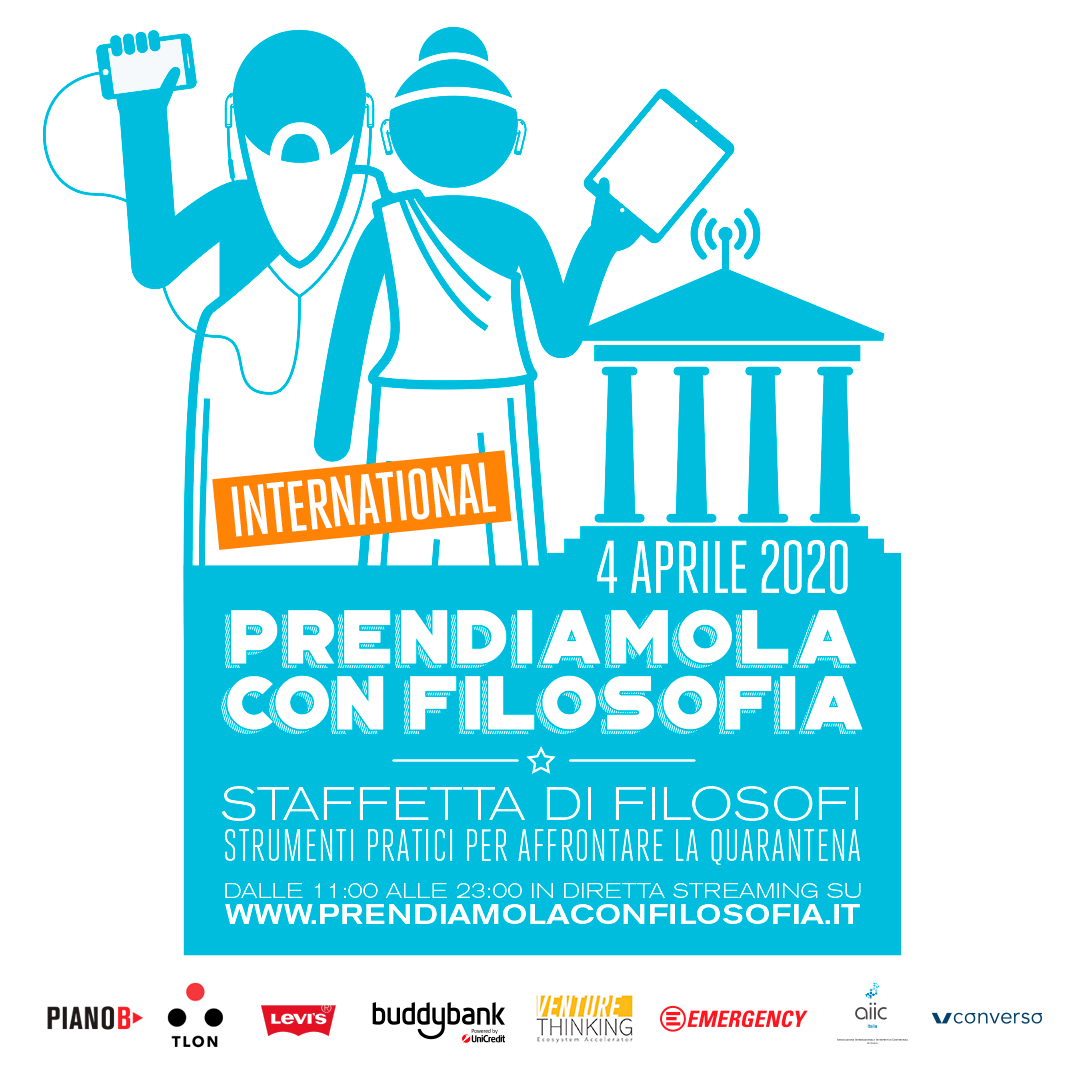 INTERNATIONAL
4 APRILE 2020
PRENDIAMOLA
CON FILOSOFIA
STAFFETTA DI FILOSOFI
STRUMENTI PRATICI PER AFFRONTARE LA QUARANTENA
DALLE 11:00 ALLE 23:00 IN DIRETTA STREAMING SU
WWW.PRENDIAMOLACONFILOSOFIA.IT
PIANOB
TLON
LEVI'S®
buddybank
Powered by
UniCredit
VENTURE
THINKING
Ecosystem Accelerator
EMERGENCY
aiic
Italia
converso